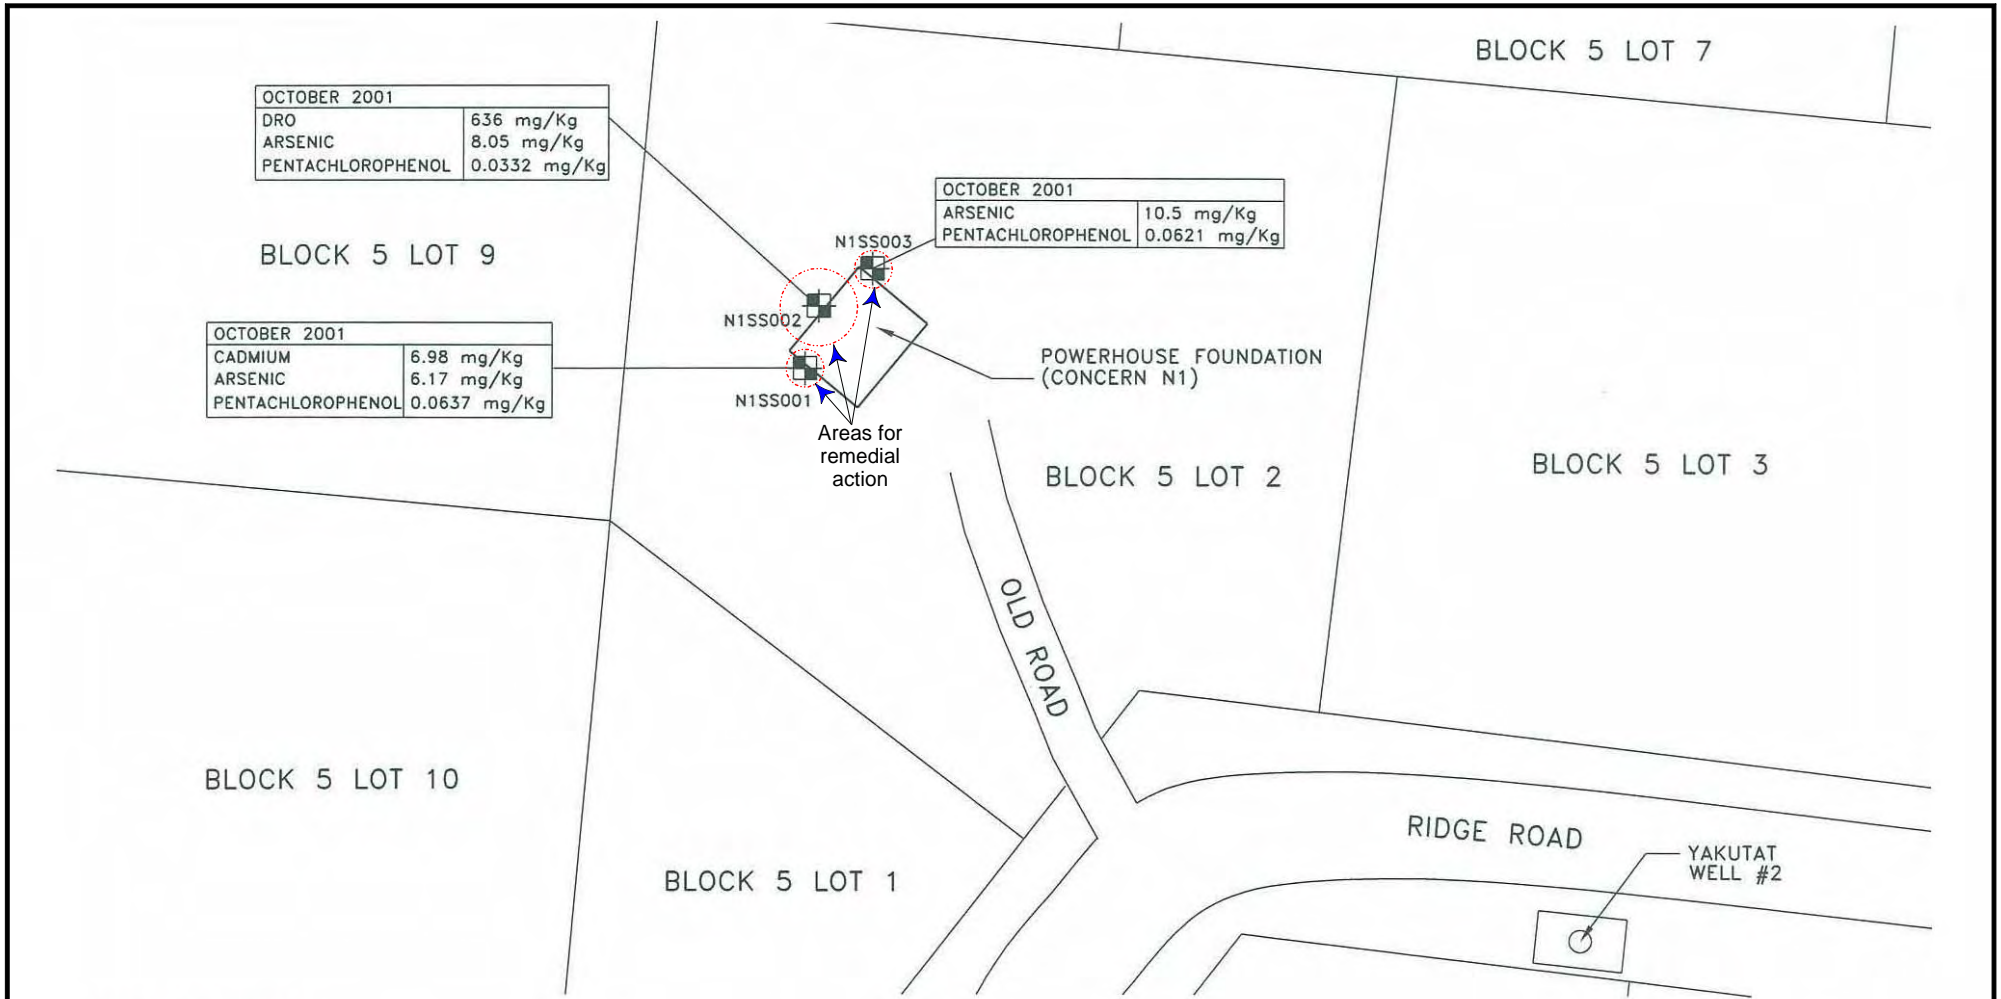 BLOCK 5 LOT 7
OCTOBER 2001
DRO 636 mg/Kg
ARSENIC 8.05 mg/Kg
PENTACHLOROPHENOL 0.0332 mg/Kg
OCTOBER 2001
ARSENIC 10.5 mg/Kg
PENTACHLOROPHENOL 0.0621 mg/Kg
N1SS003
BLOCK 5 LOT 9
N1SS002
OCTOBER 2001
CADMIUM 6.98 mg/Kg
ARSENIC 6.17 mg/Kg
PENTACHLOROPHENOL 0.0637 mg/Kg
POWERHOUSE FOUNDATION
(CONCERN N1)
N1SS001
Areas for
remedial
action
BLOCK 5 LOT 2
BLOCK 5 LOT 3
OLD ROAD
BLOCK 5 LOT 10
RIDGE ROAD
YAKUTAT
WELL #2
BLOCK 5 LOT 1